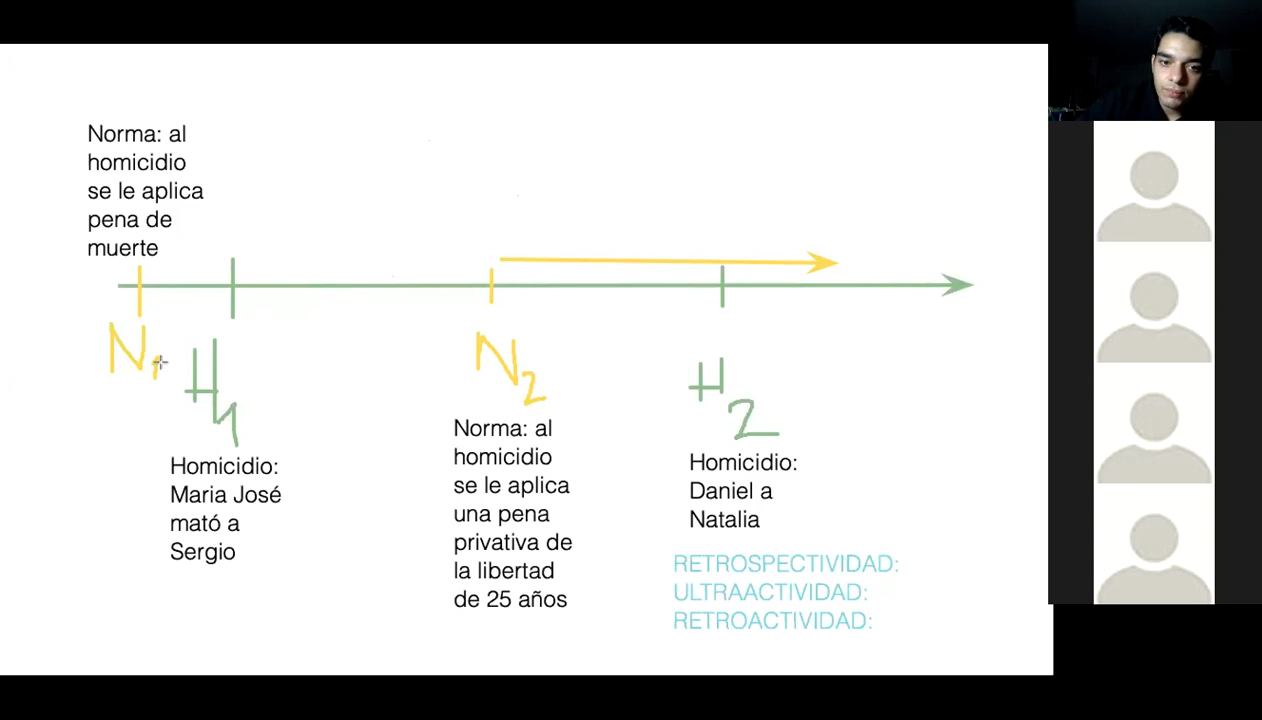 Norma: al
homicidio
se le aplica
pena de
muerte
N1
H1
N2
H2
Homicidio:
Maria José
mató a
Sergio
Norma: al
homicidio
se le aplica
una pena
privativa de
la libertad
de 25 años
Homicidio:
Daniel a
Natalia
RETROSPECTIVIDAD:
ULTRAACTIVIDAD:
RETROACTIVIDAD: